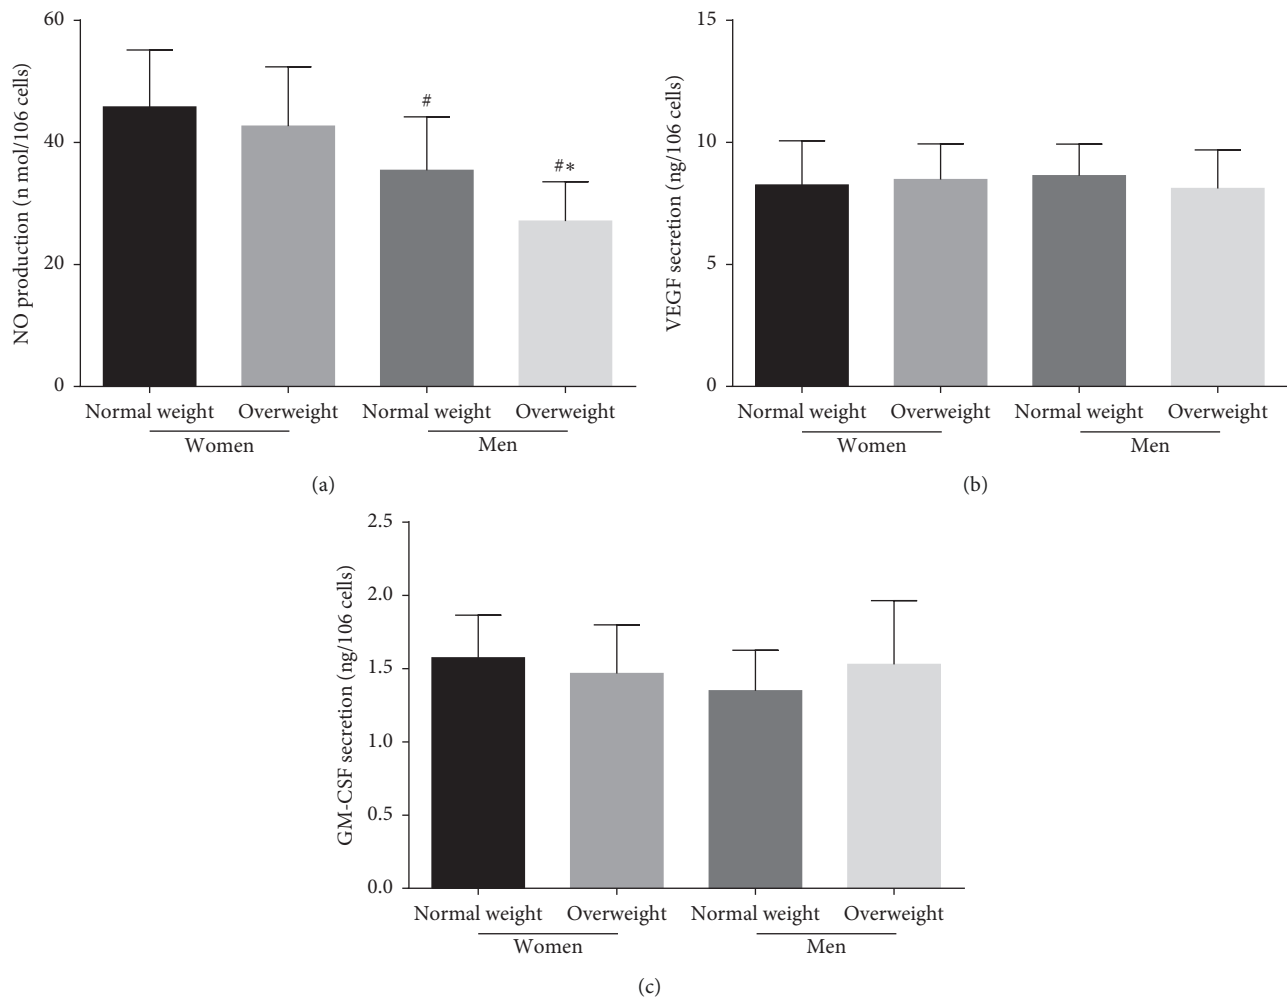 NO production (n mol/106 cells)
60
40
20
0
#
#*
Normal weight Overweight Normal weight Overweight
Women Men
(a)
VEGF secretion (ng/106 cells)
15
10
5
0
Normal weight Overweight Normal weight Overweight
Women Men
(b)
GM-CSF secretion (ng/106 cells)
2.5
2.0
1.5
1.0
0.5
0.0
Normal weight Overweight Normal weight Overweight
Women Men
(c)